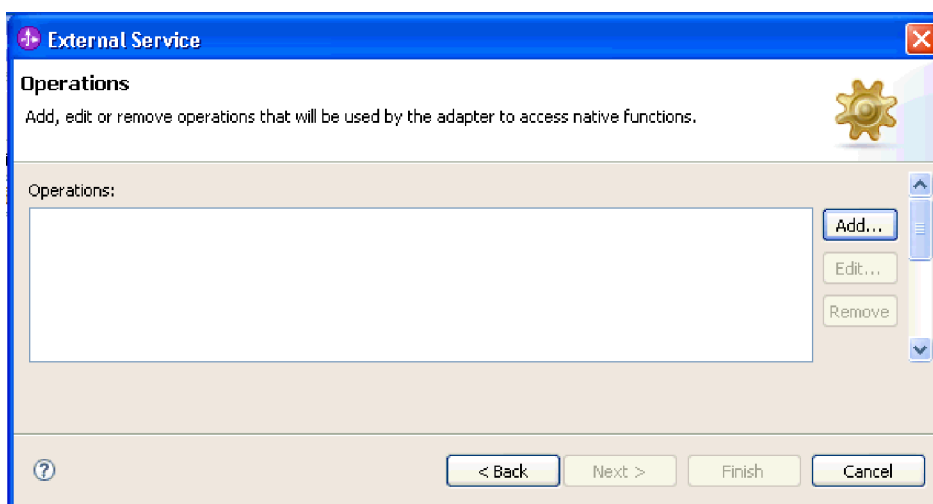 External Service
Operations
Add, edit or remove operations that will be used by the adapter to access native functions.
Operations:
Add...
Edit...
Remove
< Back
Next >
Finish
Cancel